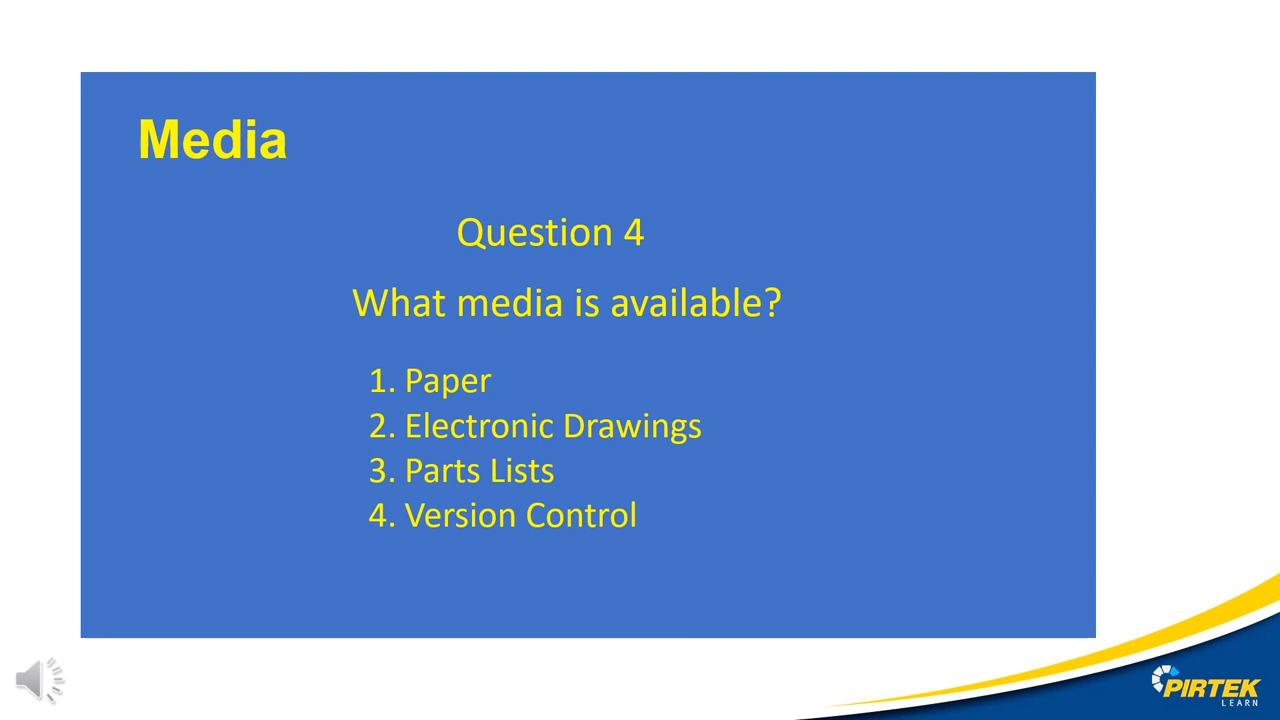 Media
Question 4
What media is available?
1. Paper
2. Electronic Drawings
3. Parts Lists
4. Version Control
PIRTEK
LEARN